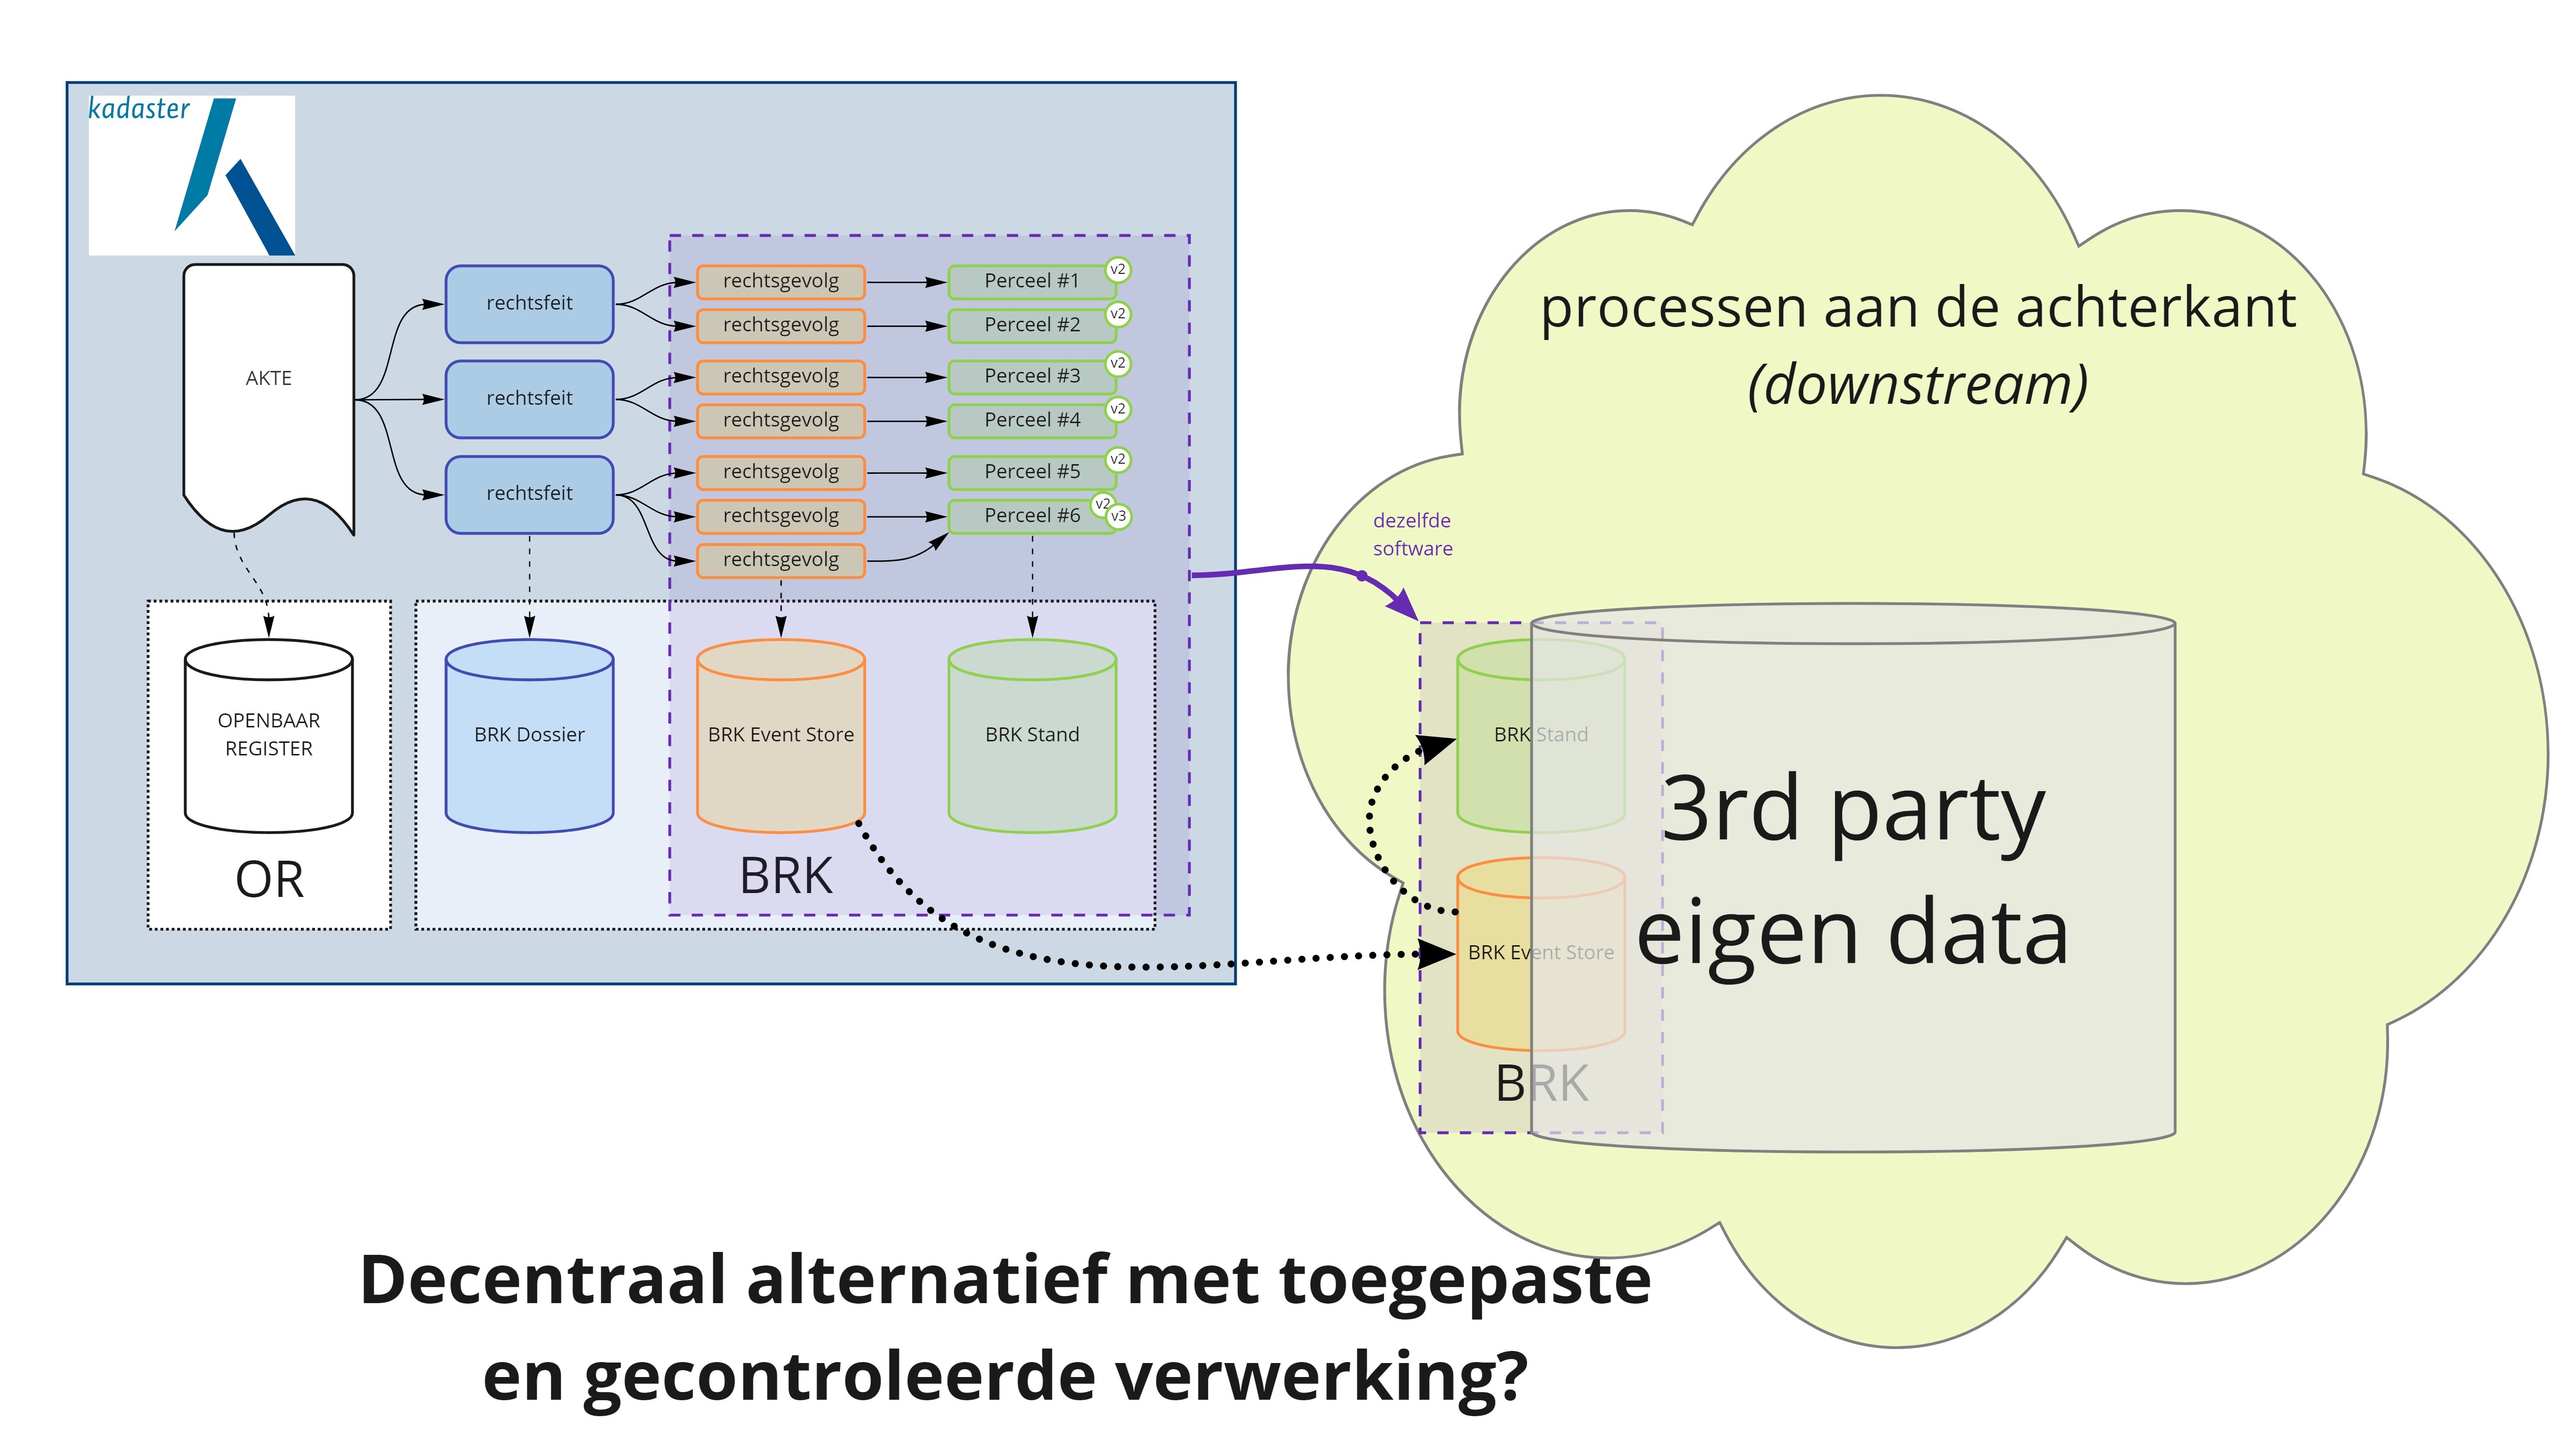 kadaster
AKTE
rechtsfeit
rechtsfeit
rechtsfeit
rechtsgevolg
rechtsgevolg
rechtsgevolg
rechtsgevolg
rechtsgevolg
rechtsgevolg
rechtsgevolg
Perceel #1
v2
Perceel #2
v2
Perceel #3
v2
Perceel #4
v2
Perceel #5
v2
Perceel #6
v2
v3
OPENBAAR
REGISTER
OR
BRK Dossier
BRK Event Store
BRK Stand
BRK
processen aan de achterkant
(downstream)
dezelfde
software
BRK Stand
BRK Event Store
BRK
3rd party
eigen data
Decentraal alternatief met toegepaste
en gecontroleerde verwerking?